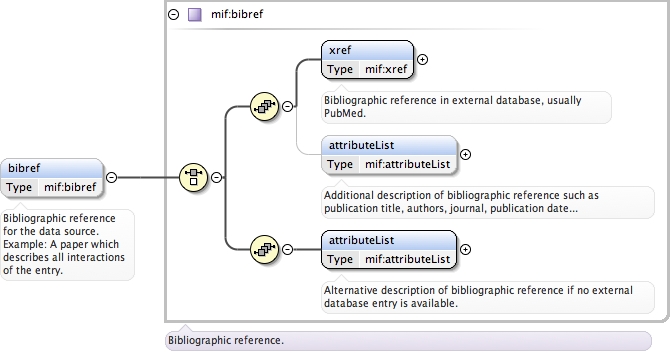 mif:bibref
xref
Type mif:xref
Bibliographic reference in external database, usually
PubMed.
attributeList
Type mif:attributeList
Additional description of bibliographic reference such as
publication title, authors, journal, publication date...
bibref
Type mif:bibref
Bibliographic reference
for the data source.
Example: A paper which
describes all interactions
of the entry.
attributeList
Type mif:attributeList
Alternative description of bibliographic reference if no external
database entry is available.
Bibliographic reference.